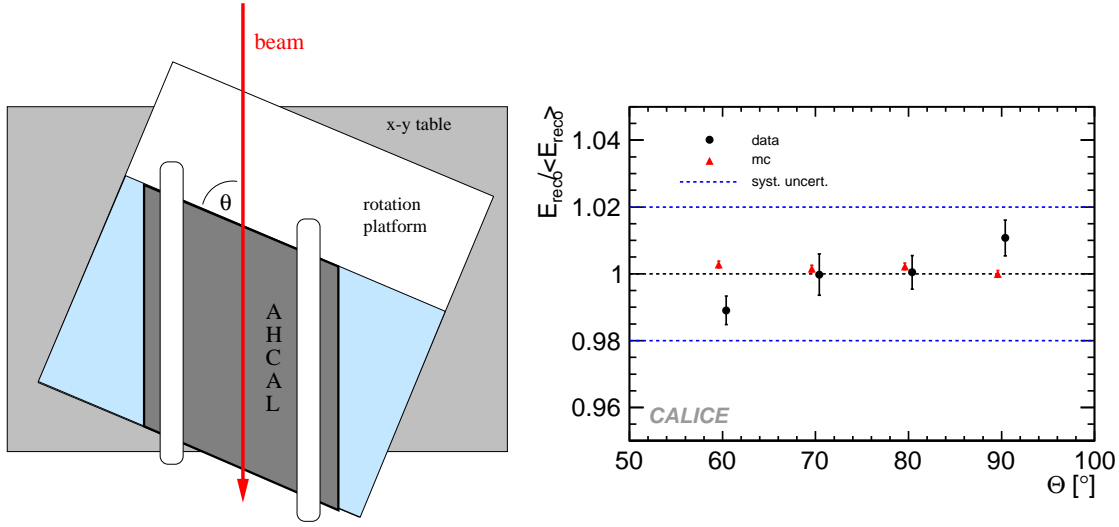 beam
x-y table
θ
rotation
platform
A
H
C
A
L
E_reco/<E_reco>
1.04
1.02
1
0.98
0.96
data
mc
syst. uncert.
CALICE
50 60 70 80 90 100
Θ [°]